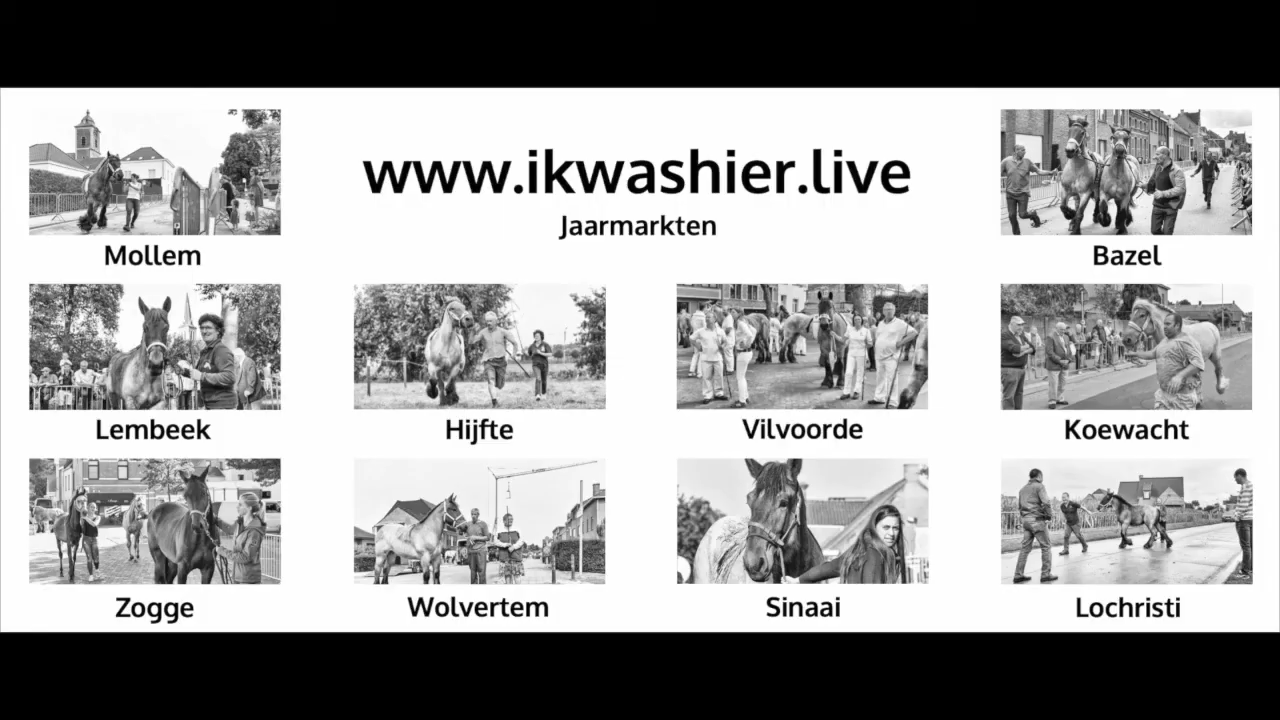 www.ikwashier.live
Jaarmarkten
Mollem
Bazel
Lembeek
Hijfte
Vilvoorde
Koewacht
Zogge
Wolvertem
Sinaai
Lochristi